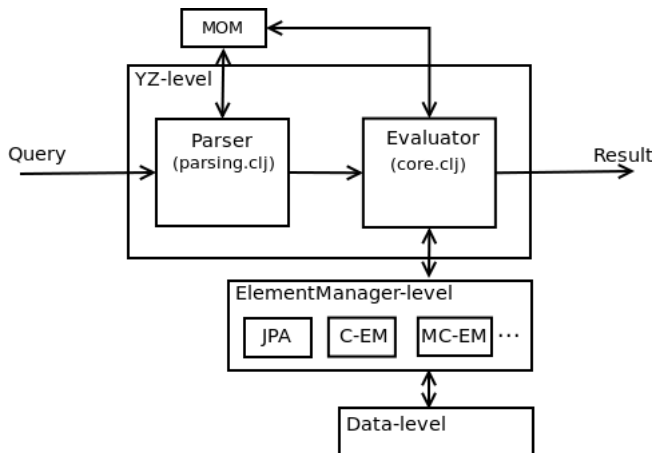 MOM
YZ-level
Query
Parser
(parsing.clj)
Evaluator
(core.clj)
Result
ElementManager-level
JPA
C-EM
MC-EM
...
Data-level